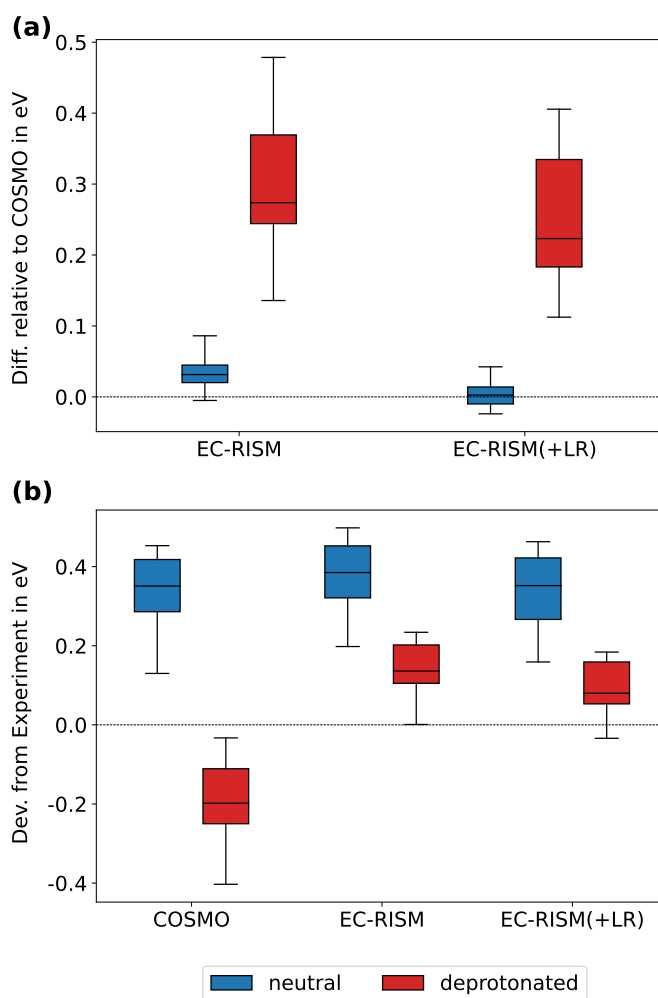 (a)
0.5
0.4
0.3
0.2
0.1
0.0
Diff. relative to COSMO in eV
EC-RISM EC-RISM(+LR)
(b)
0.4
0.2
0.0
-0.2
-0.4
Dev. from Experiment in eV
COSMO EC-RISM EC-RISM(+LR)
neutral deprotonated